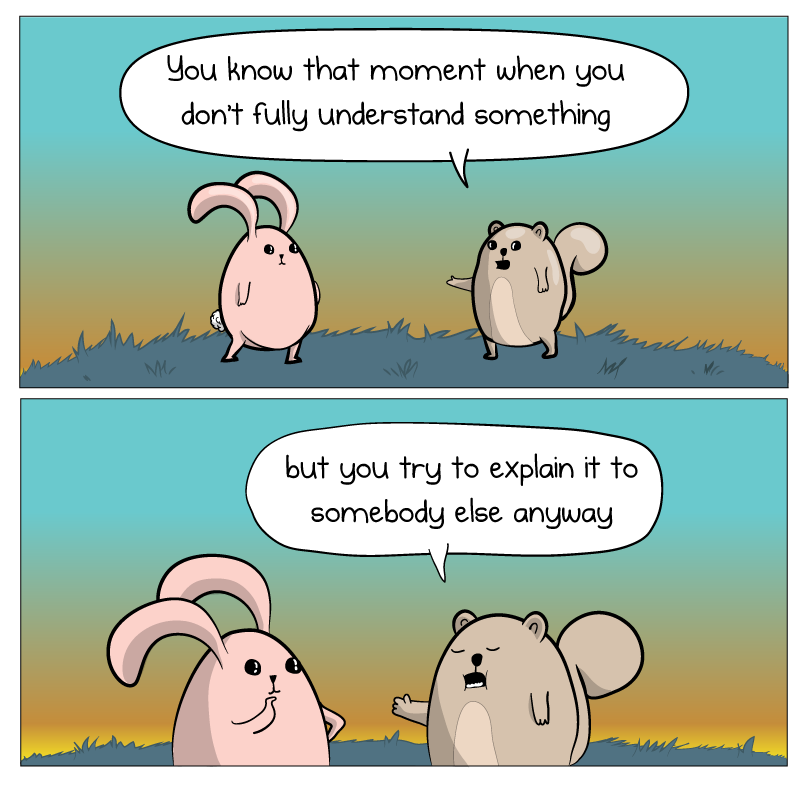 You know that moment when you
don't fully understand something
but you try to explain it to
somebody else anyway